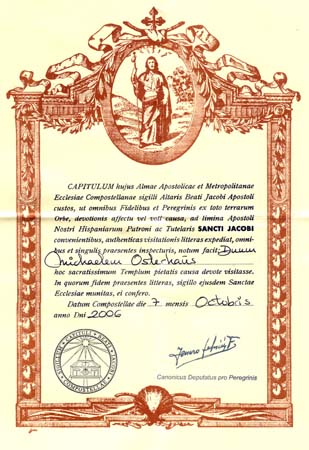 CAPITULUM hujus Almae Apostolicae et Metropolitanae
Ecclesiae Compostellanae sigilli Altaris Beati Jacobi Apostoli
custos, ut omnibus Fidelibus et Peregrinis ex toto terrarum
Orbe, devotionis affectu vel voti causa, ad limina Apostoli
Nostri Hispaniarum Patroni ac Tutelaris SANCTI JACOBI
convenientibus, authenticas visitationis litteras expediat, omni-
bus et singulis praesentes inspecturis, notum facit: Dnum
Michaelem Osterhaus
hoc sacratissimum Templum pietatis causa devote visitasse.
In quorum fidem praesentes litteras, sigillo ejusdem Sanctae
Ecclesiae munitas, ei confero.
Datum Compostellae die 7 mensis Octobris
anno Dni 2006
Canonicus Deputatus pro Peregrinis